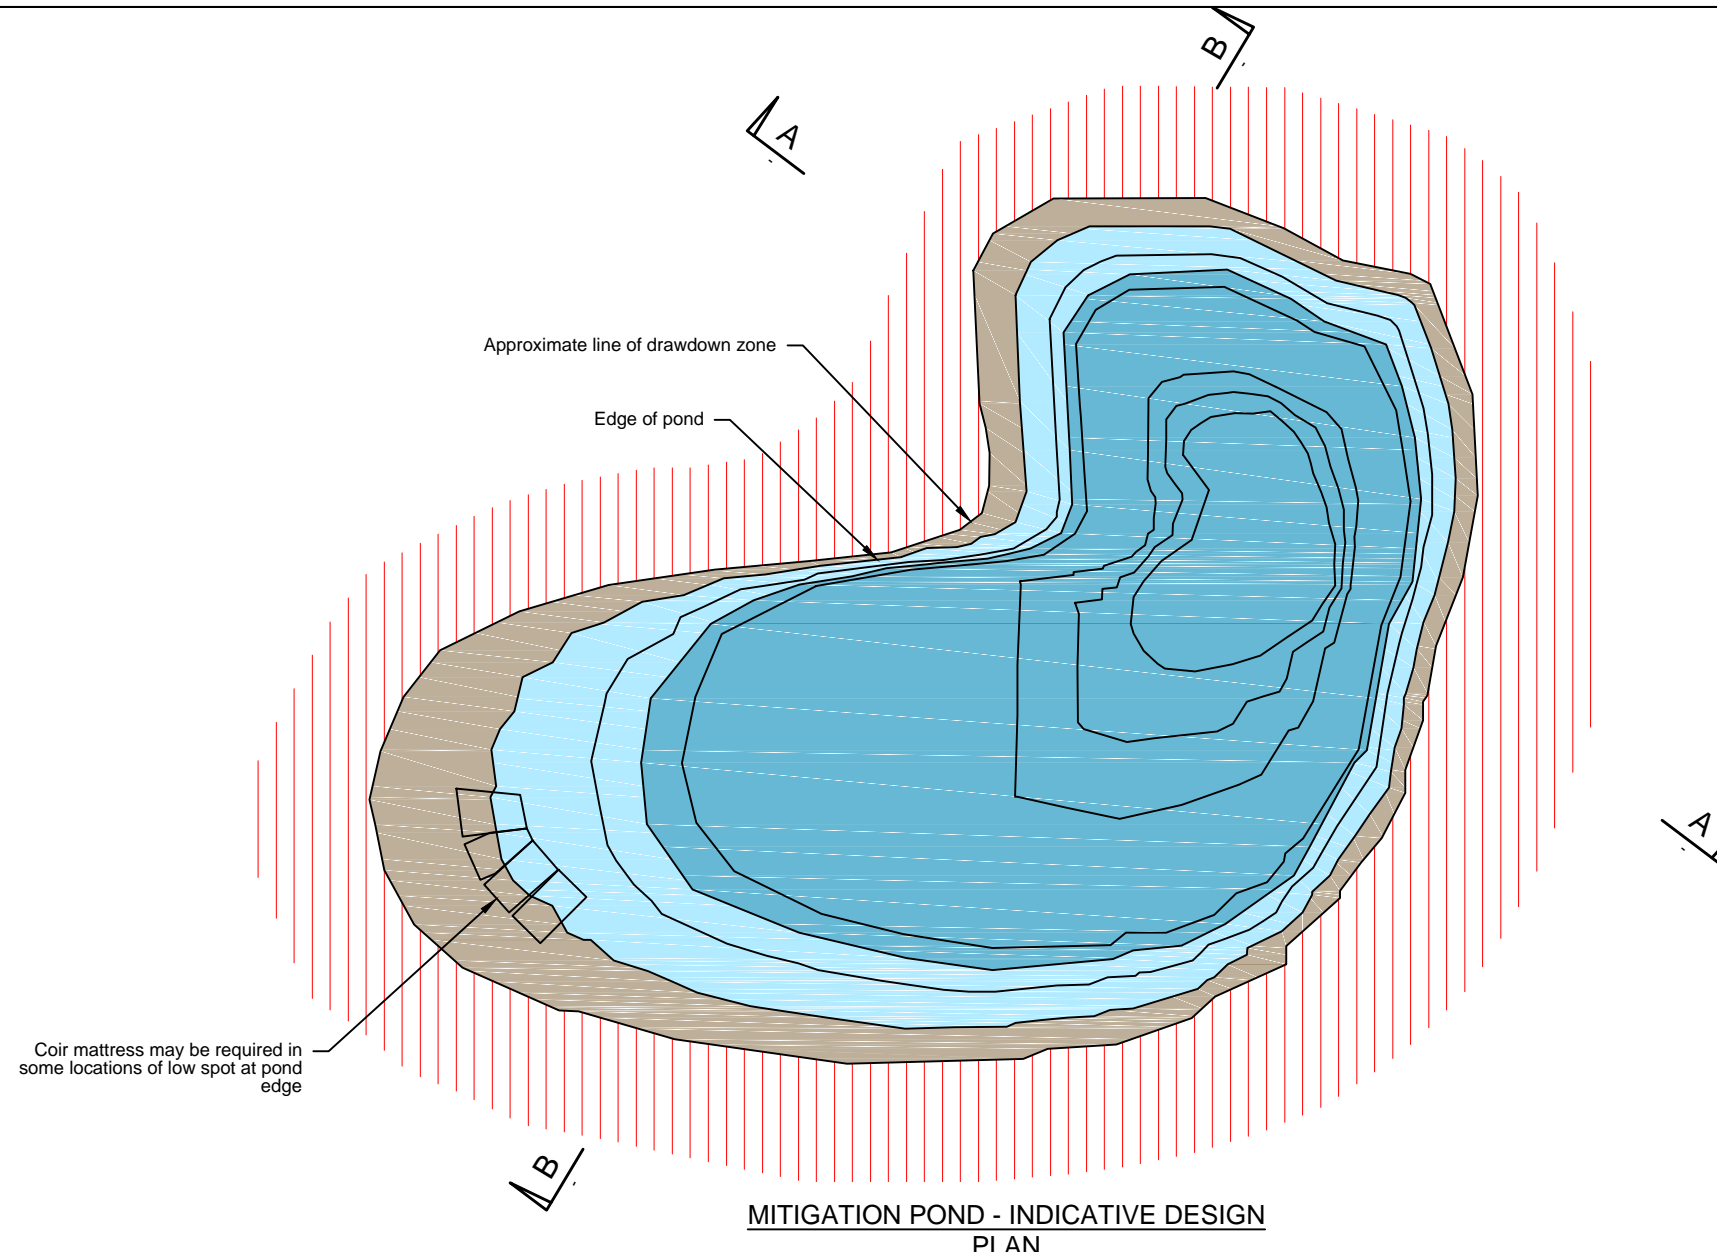 B
A
Approximate line of drawdown zone
Edge of pond
A
Coir mattress may be required in
some locations of low spot at pond
edge
B
MITIGATION POND - INDICATIVE DESIGN
PLAN